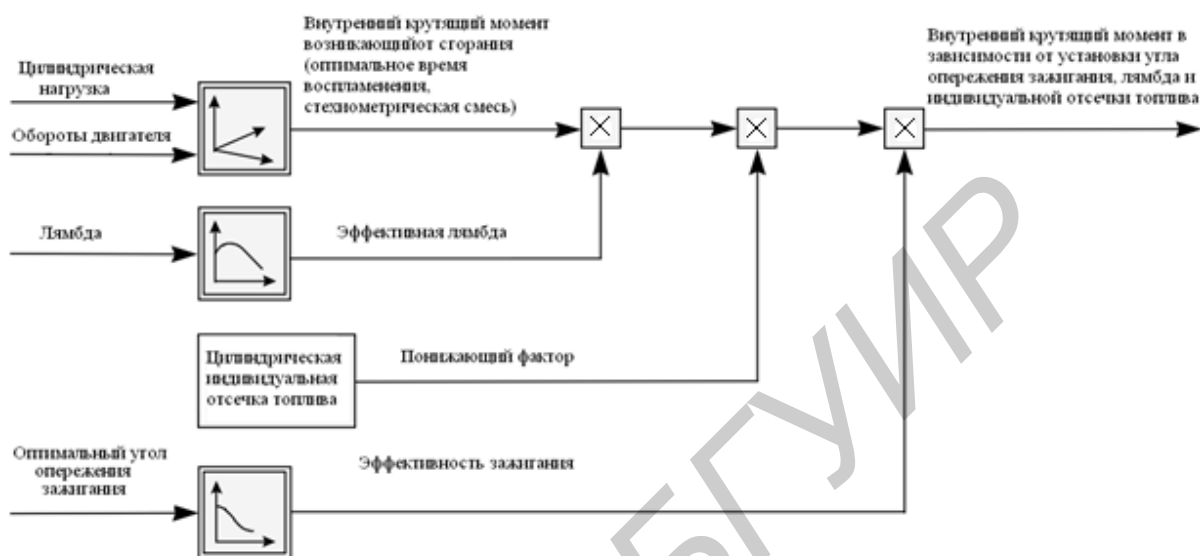 Внутренний крутящий момент
возникающийот сгорания
(оптимальное время
воспламенения,
стехиометрическая смесь)
Внутренний крутящий момент в
зависимости от установки угла
опережения зажигания, лямбда и
индивидуальной отсечки топлива
Цилиндрическая
нагрузка
Обороты двигателя
Лямбда
Эффективная лямбда
Цилиндрическая
индивидуальная
отсечка топлива
Понижающий фактор
Оптимальный угол
опережения
зажигания
Эффективность зажигания
БГУИР